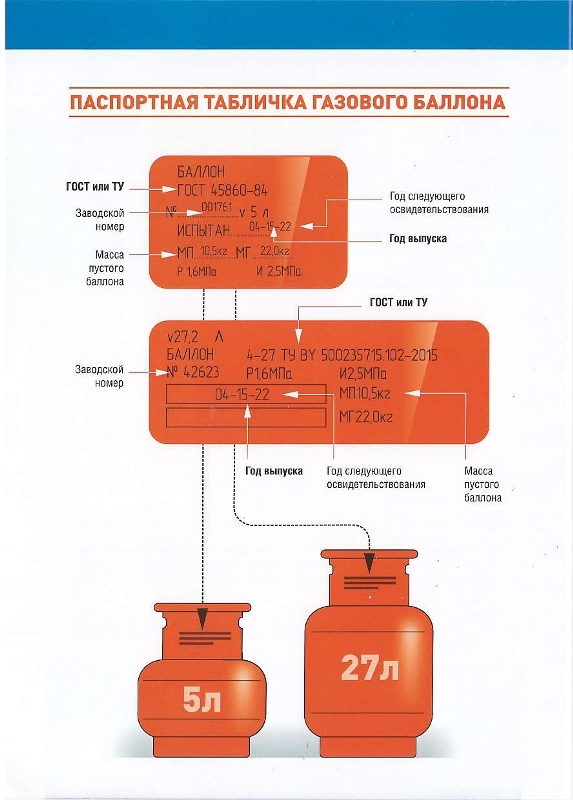 ПАСПОРТНАЯ ТАБЛИЧКА ГАЗОВОГО БАЛЛОНА
БАЛЛОН
ГОСТ или ТУ
ГОСТ 45860-84
Заводской номер
№ 001761 v 5 л
ИСПЫТАН 04-15-22
Год следующего
освидетельствования
Год выпуска
Масса
пустого
баллона
МП 10,5кг МГ 22,0кг
Р 1,6МПа И 2,5МПа
ГОСТ или ТУ
v27,2 Л
БАЛЛОН 4-27 ТУ BY 500235715.102-2015
Заводской
номер
№ 42623 Р1,6МПа И2,5МПа
04-15-22 МП10,5кг
МГ22,0кг
Год выпуска
Год следующего
освидетельствования
Масса
пустого
баллона
5л
27л